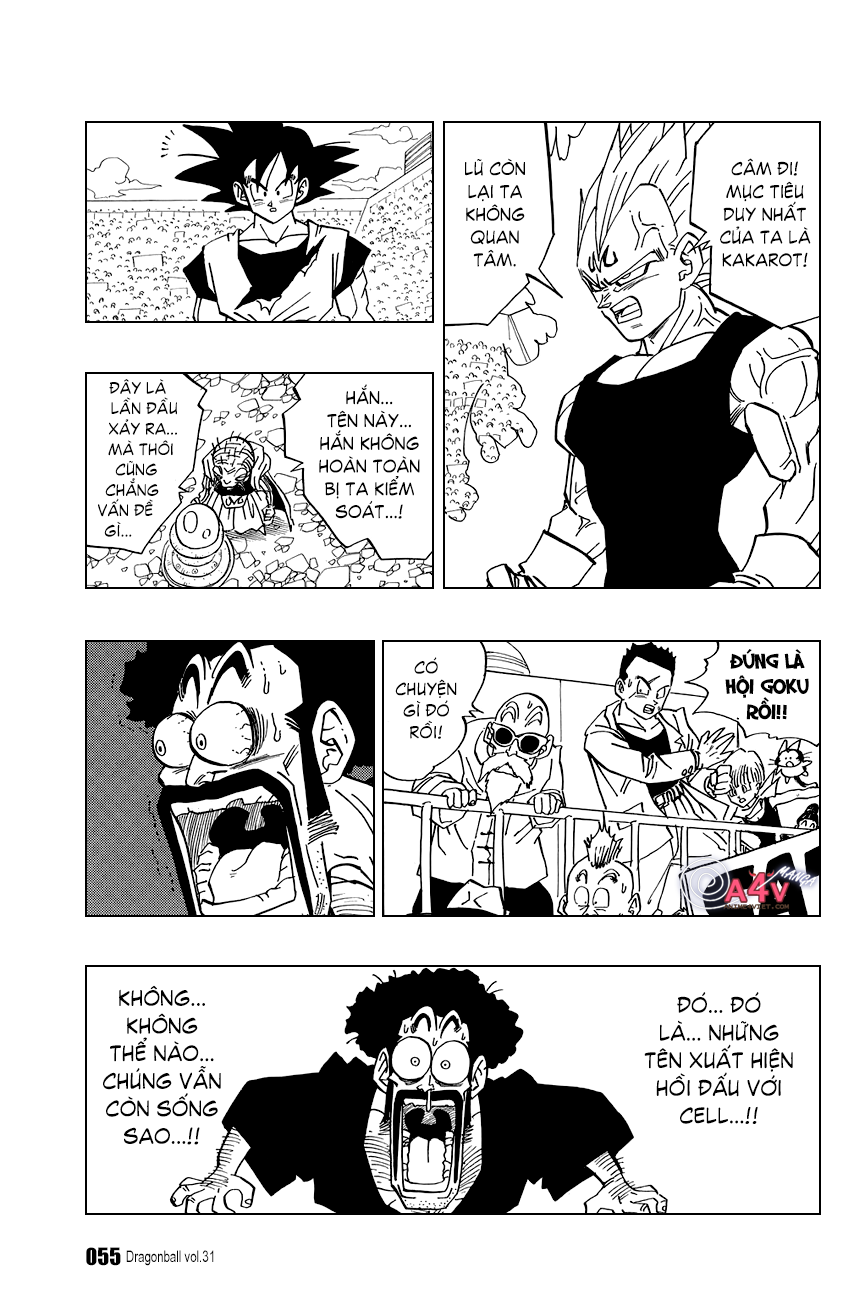 CÂM ĐI!
MỤC TIÊU
DUY NHẤT
CỦA TA LÀ
KAKAROT!
LŨ CÒN
LẠI TA
KHÔNG
QUAN
TÂM.
HẮN...
TÊN NÀY...
HẮN KHÔNG
HOÀN TOÀN
BỊ TA KIỂM
SOÁT...!
ĐÂY LÀ
LẦN ĐẦU
XẢY RA...
MÀ THÔI
CŨNG
CHẲNG
VẤN ĐỀ
GÌ...
ĐÚNG LÀ
HỘI GOKU
RỒI!!
CÓ
CHUYỆN
GÌ ĐÓ
RỒI!
A4V
MANGA
ĐÓ... ĐÓ
LÀ... NHỮNG
TÊN XUẤT HIỆN
HỒI ĐẤU VỚI
CELL...!!
KHÔNG...
KHÔNG
THỂ NÀO...
CHÚNG VẪN
CÒN SỐNG
SAO...!!
055 Dragonball vol.31